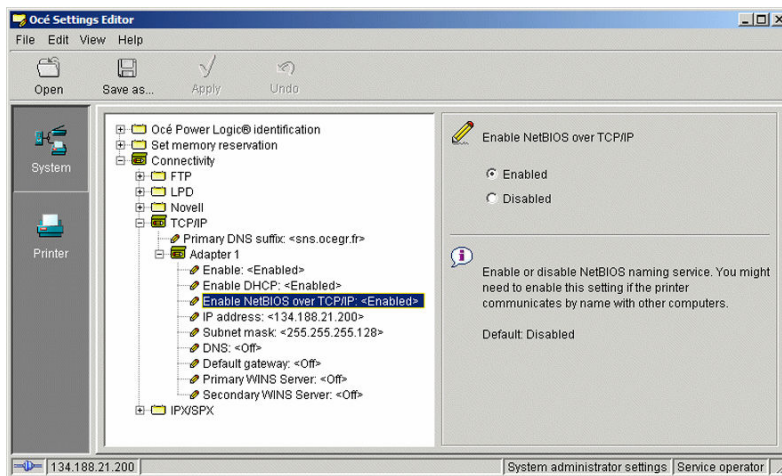 Océ Settings Editor
File Edit View Help
Open Save as... Apply Undo
System
Printer
Océ Power Logic® identification
Set memory reservation
Connectivity
FTP
LPD
Novell
TCP/IP
Primary DNS suffix: <sns.ocegr.fr>
Adapter 1
Enable: <Enabled>
Enable DHCP: <Enabled>
Enable NetBIOS over TCP/IP: <Enabled>
IP address: <134.188.21.200>
Subnet mask: <255.255.255.128>
DNS: <Off>
Default gateway: <Off>
Primary WINS Server: <Off>
Secondary WINS Server: <Off>
IPX/SPX
Enable NetBIOS over TCP/IP
Enabled
Disabled
Enable or disable NetBIOS naming service. You might
need to enable this setting if the printer
communicates by name with other computers.
Default: Disabled
134.188.21.200
System administrator settings Service operator